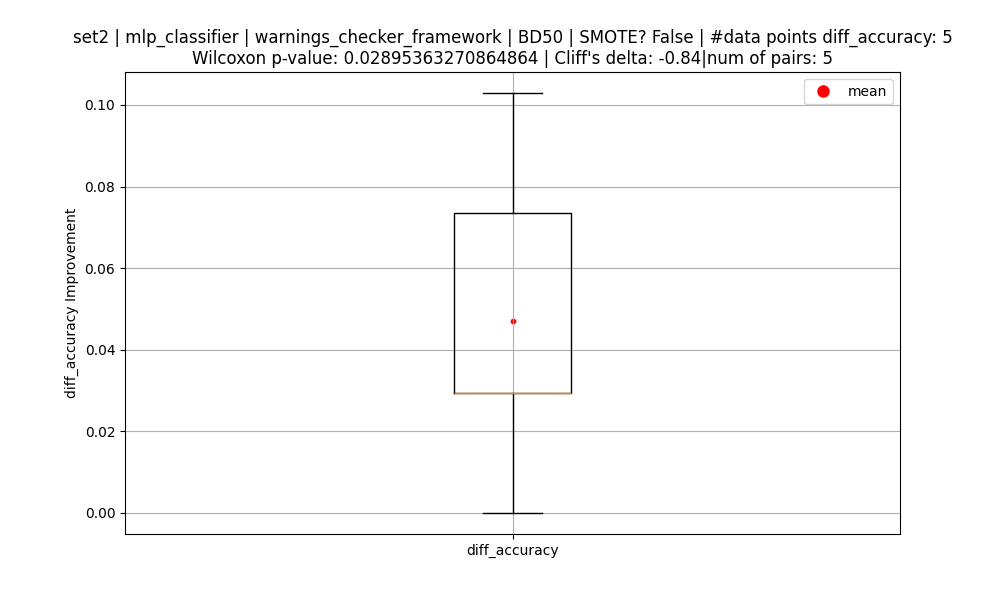 set2 | mlp_classifier | warnings_checker_framework | BD50 | SMOTE? False | #data points diff_accuracy: 5
Wilcoxon p-value: 0.02895363270864864 | Cliff's delta: -0.84|num of pairs: 5
mean
0.10
0.08
0.06
0.04
0.02
0.00
diff_accuracy Improvement
diff_accuracy